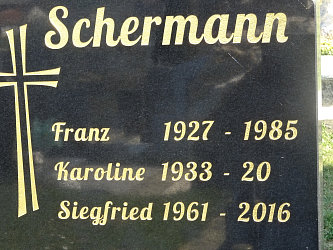 Schermann
Franz 1927 - 1985
Karoline 1933 - 20
Siegfried 1961 - 2016